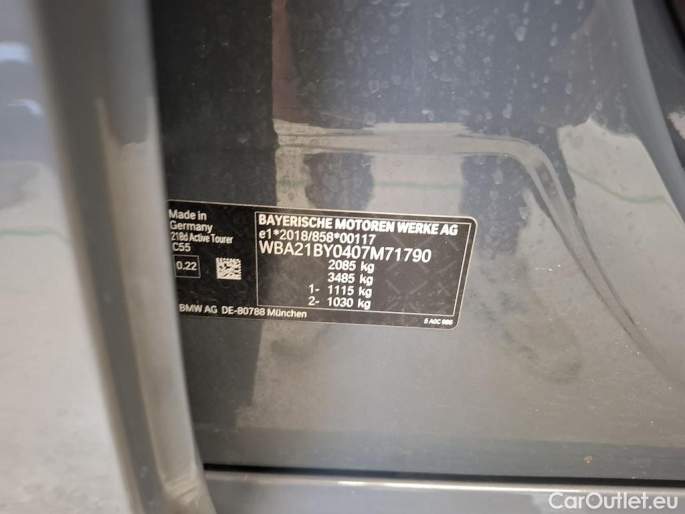 Made in
Germany
218d Active Tourer
C55
0.22
BAYERISCHE MOTOREN WERKE AG
e1*2018/858*00117
WBA21BY0407M71790
2085 kg
3485 kg
1- 1115 kg
2- 1030 kg
BMW AG DE-80788 München
CarOutlet.eu